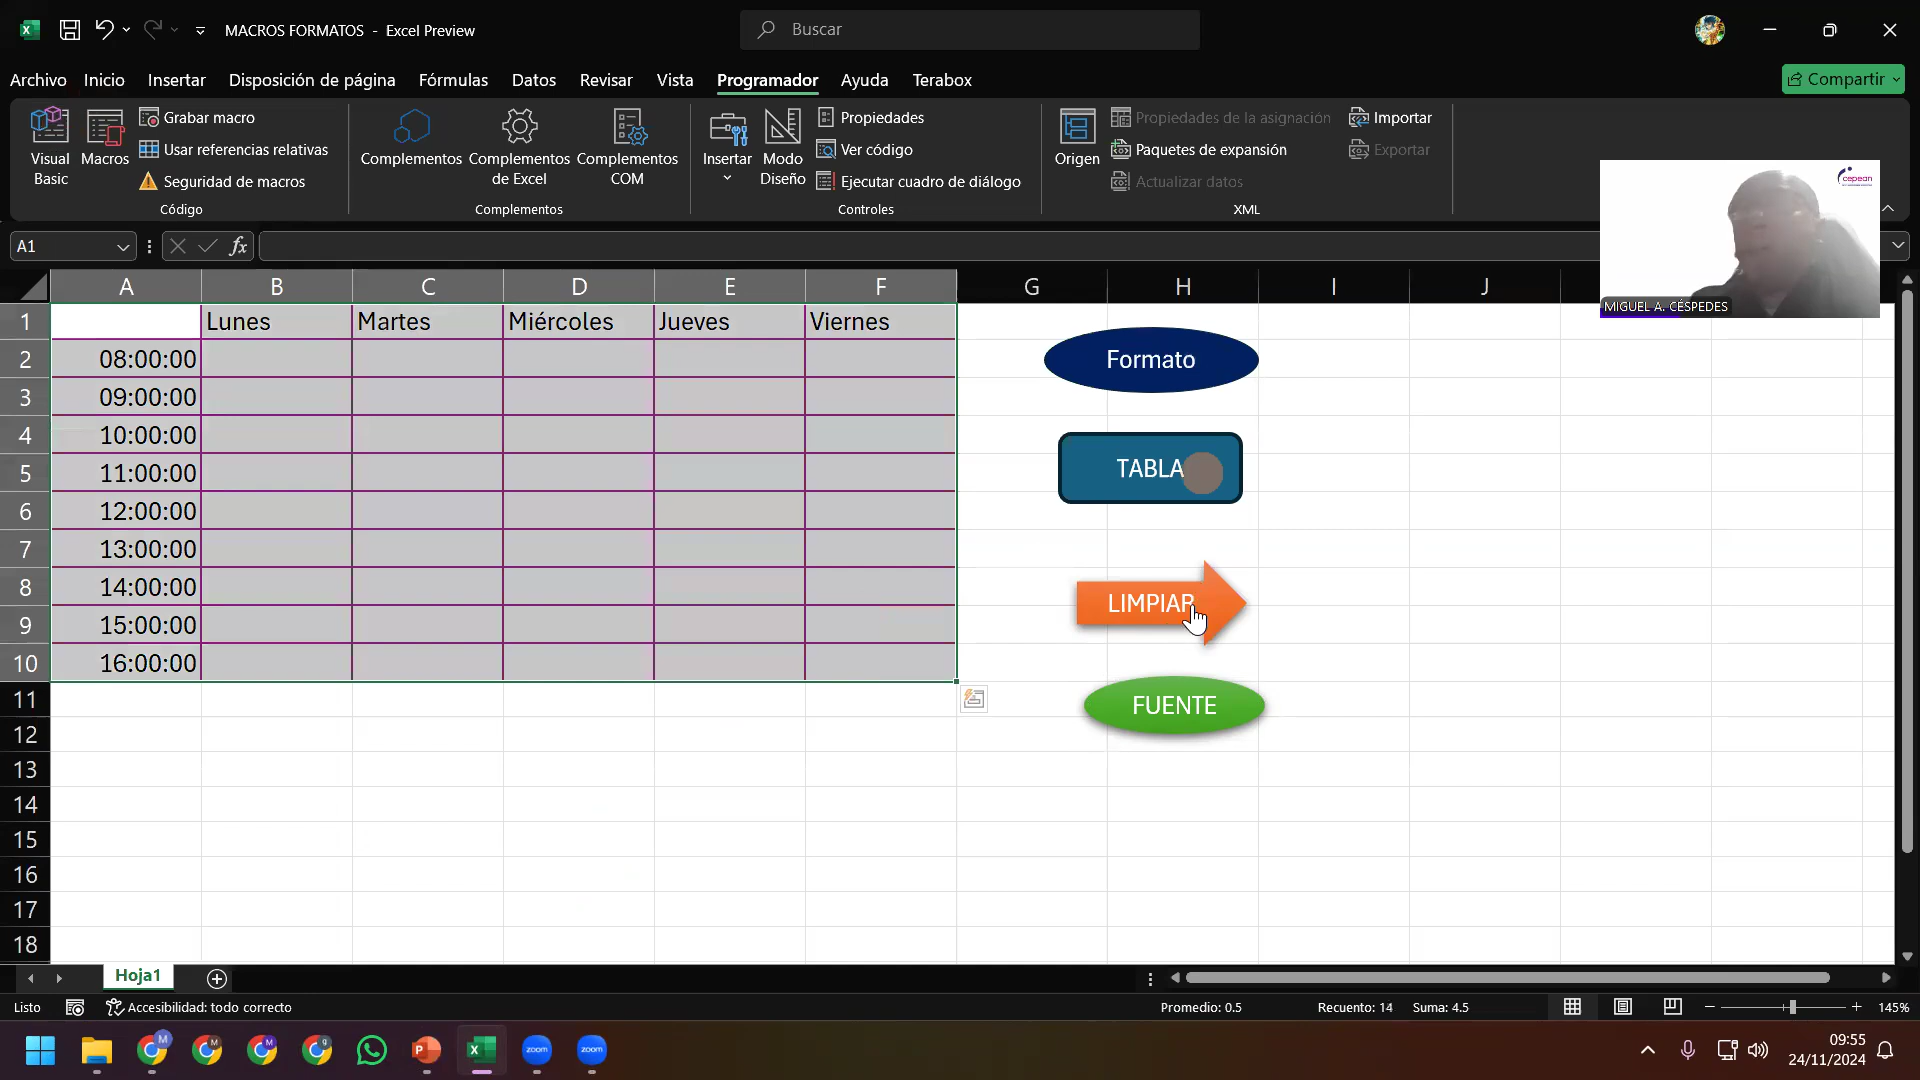 MACROS FORMATOS - Excel Preview
Buscar
Archivo Inicio Insertar Disposición de página Fórmulas Datos Revisar Vista Programador Ayuda Terabox
Compartir
Visual Basic
Macros
Grabar macro
Usar referencias relativas
Seguridad de macros
Código
Complementos
Complementos de Excel
Complementos COM
Complementos
Insertar
Modo Diseño
Propiedades
Ver código
Ejecutar cuadro de diálogo
Controles
Origen
Propiedades de la asignación
Paquetes de expansión
Actualizar datos
Importar
Exportar
XML
cepean
MIGUEL A. CÉSPEDES
A1
fx
A B C D E F G H I J
1 Lunes Martes Miércoles Jueves Viernes
2 08:00:00
3 09:00:00
4 10:00:00
5 11:00:00
6 12:00:00
7 13:00:00
8 14:00:00
9 15:00:00
10 16:00:00
11
12
13
14
15
16
17
18
Formato
TABLA
LIMPIAR
FUENTE
Hoja1
Listo
Accesibilidad: todo correcto
Promedio: 0.5 Recuento: 14 Suma: 4.5
145%
zoom zoom
09:55
24/11/2024